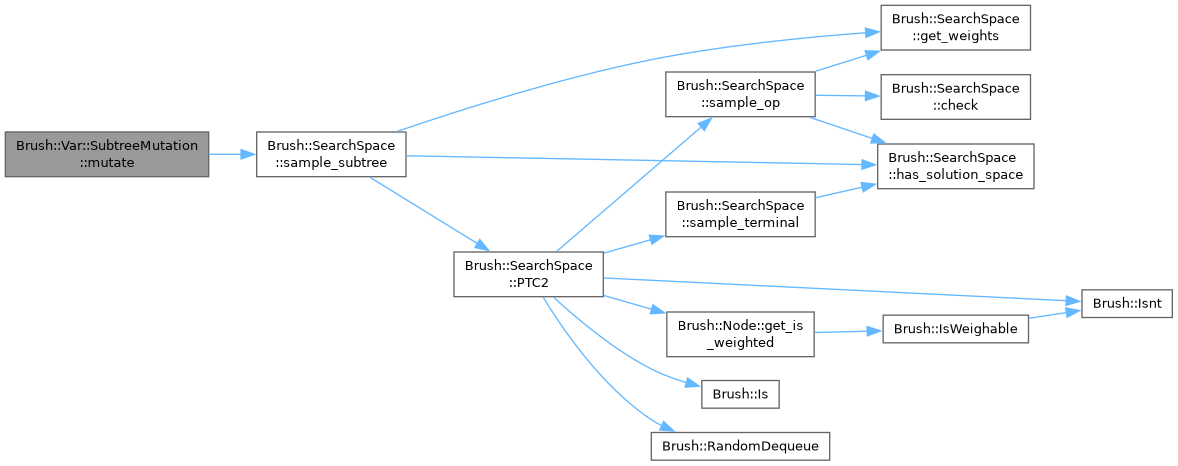 Brush::Var::SubtreeMutation
::mutate
Brush::SearchSpace
::sample_subtree
Brush::SearchSpace
::get_weights
Brush::SearchSpace
::has_solution_space
Brush::SearchSpace
::PTC2
Brush::SearchSpace
::sample_op
Brush::SearchSpace
::check
Brush::SearchSpace
::sample_terminal
Brush::Node::get_is
_weighted
Brush::IsWeighable
Brush::Isnt
Brush::Is
Brush::RandomDequeue